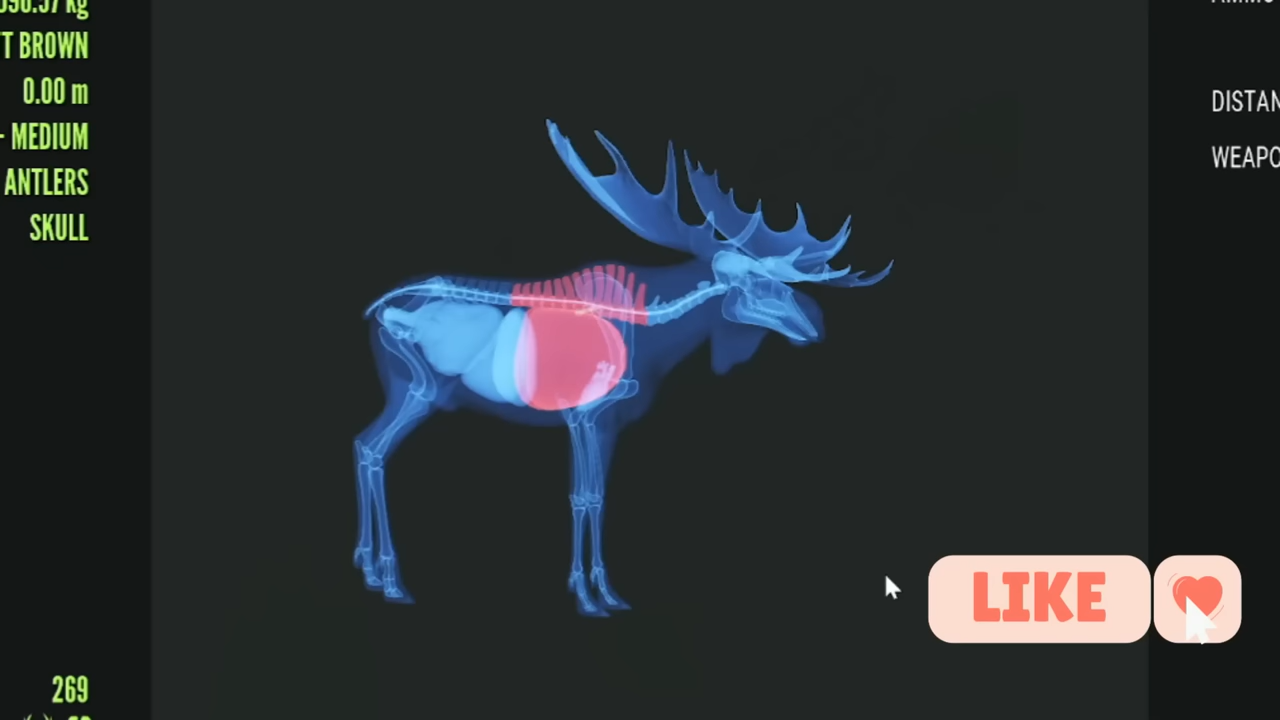 T BROWN
0.00 m
- MEDIUM
ANTLERS
SKULL
DISTAN
WEAPO
LIKE
269